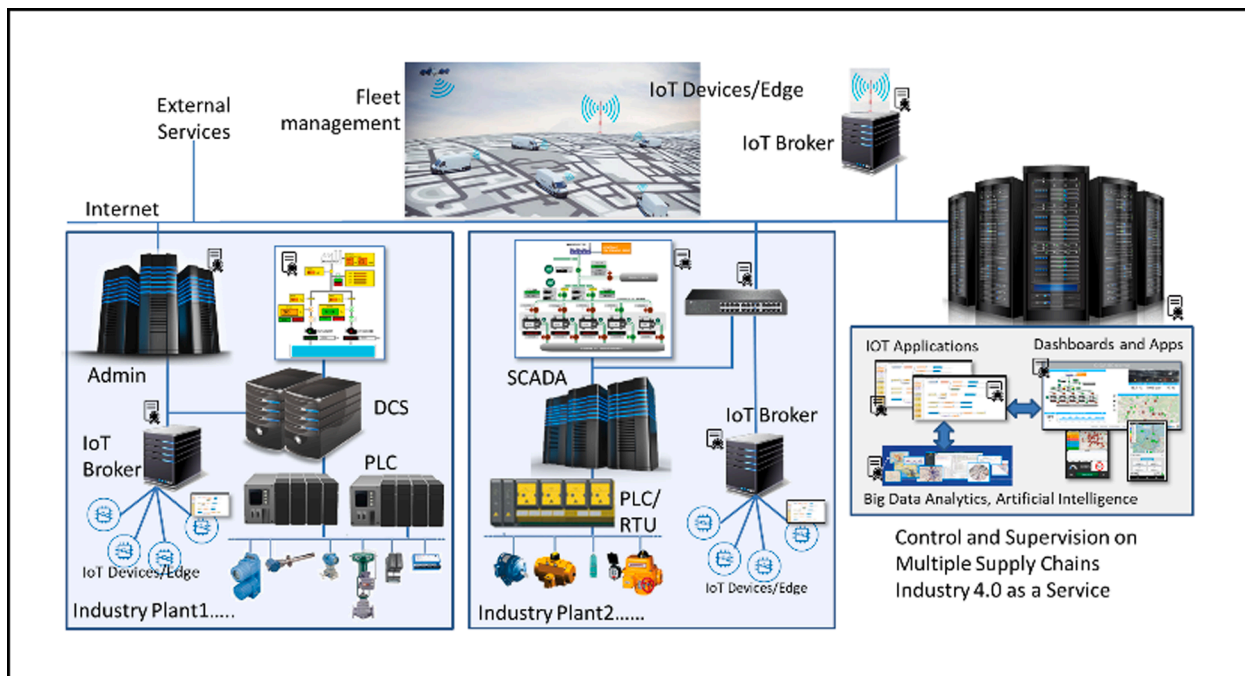 External
Services
Fleet
management
IoT Devices/Edge
IoT Broker
Internet
Admin
DCS
IoT
Broker
PLC
IoT Devices/Edge
Industry Plant1.....
SCADA
IoT Broker
PLC/
RTU
IoT Devices/Edge
Industry Plant2......
IOT Applications
Dashboards and Apps
Big Data Analytics, Artificial Intelligence
Control and Supervision on
Multiple Supply Chains
Industry 4.0 as a Service